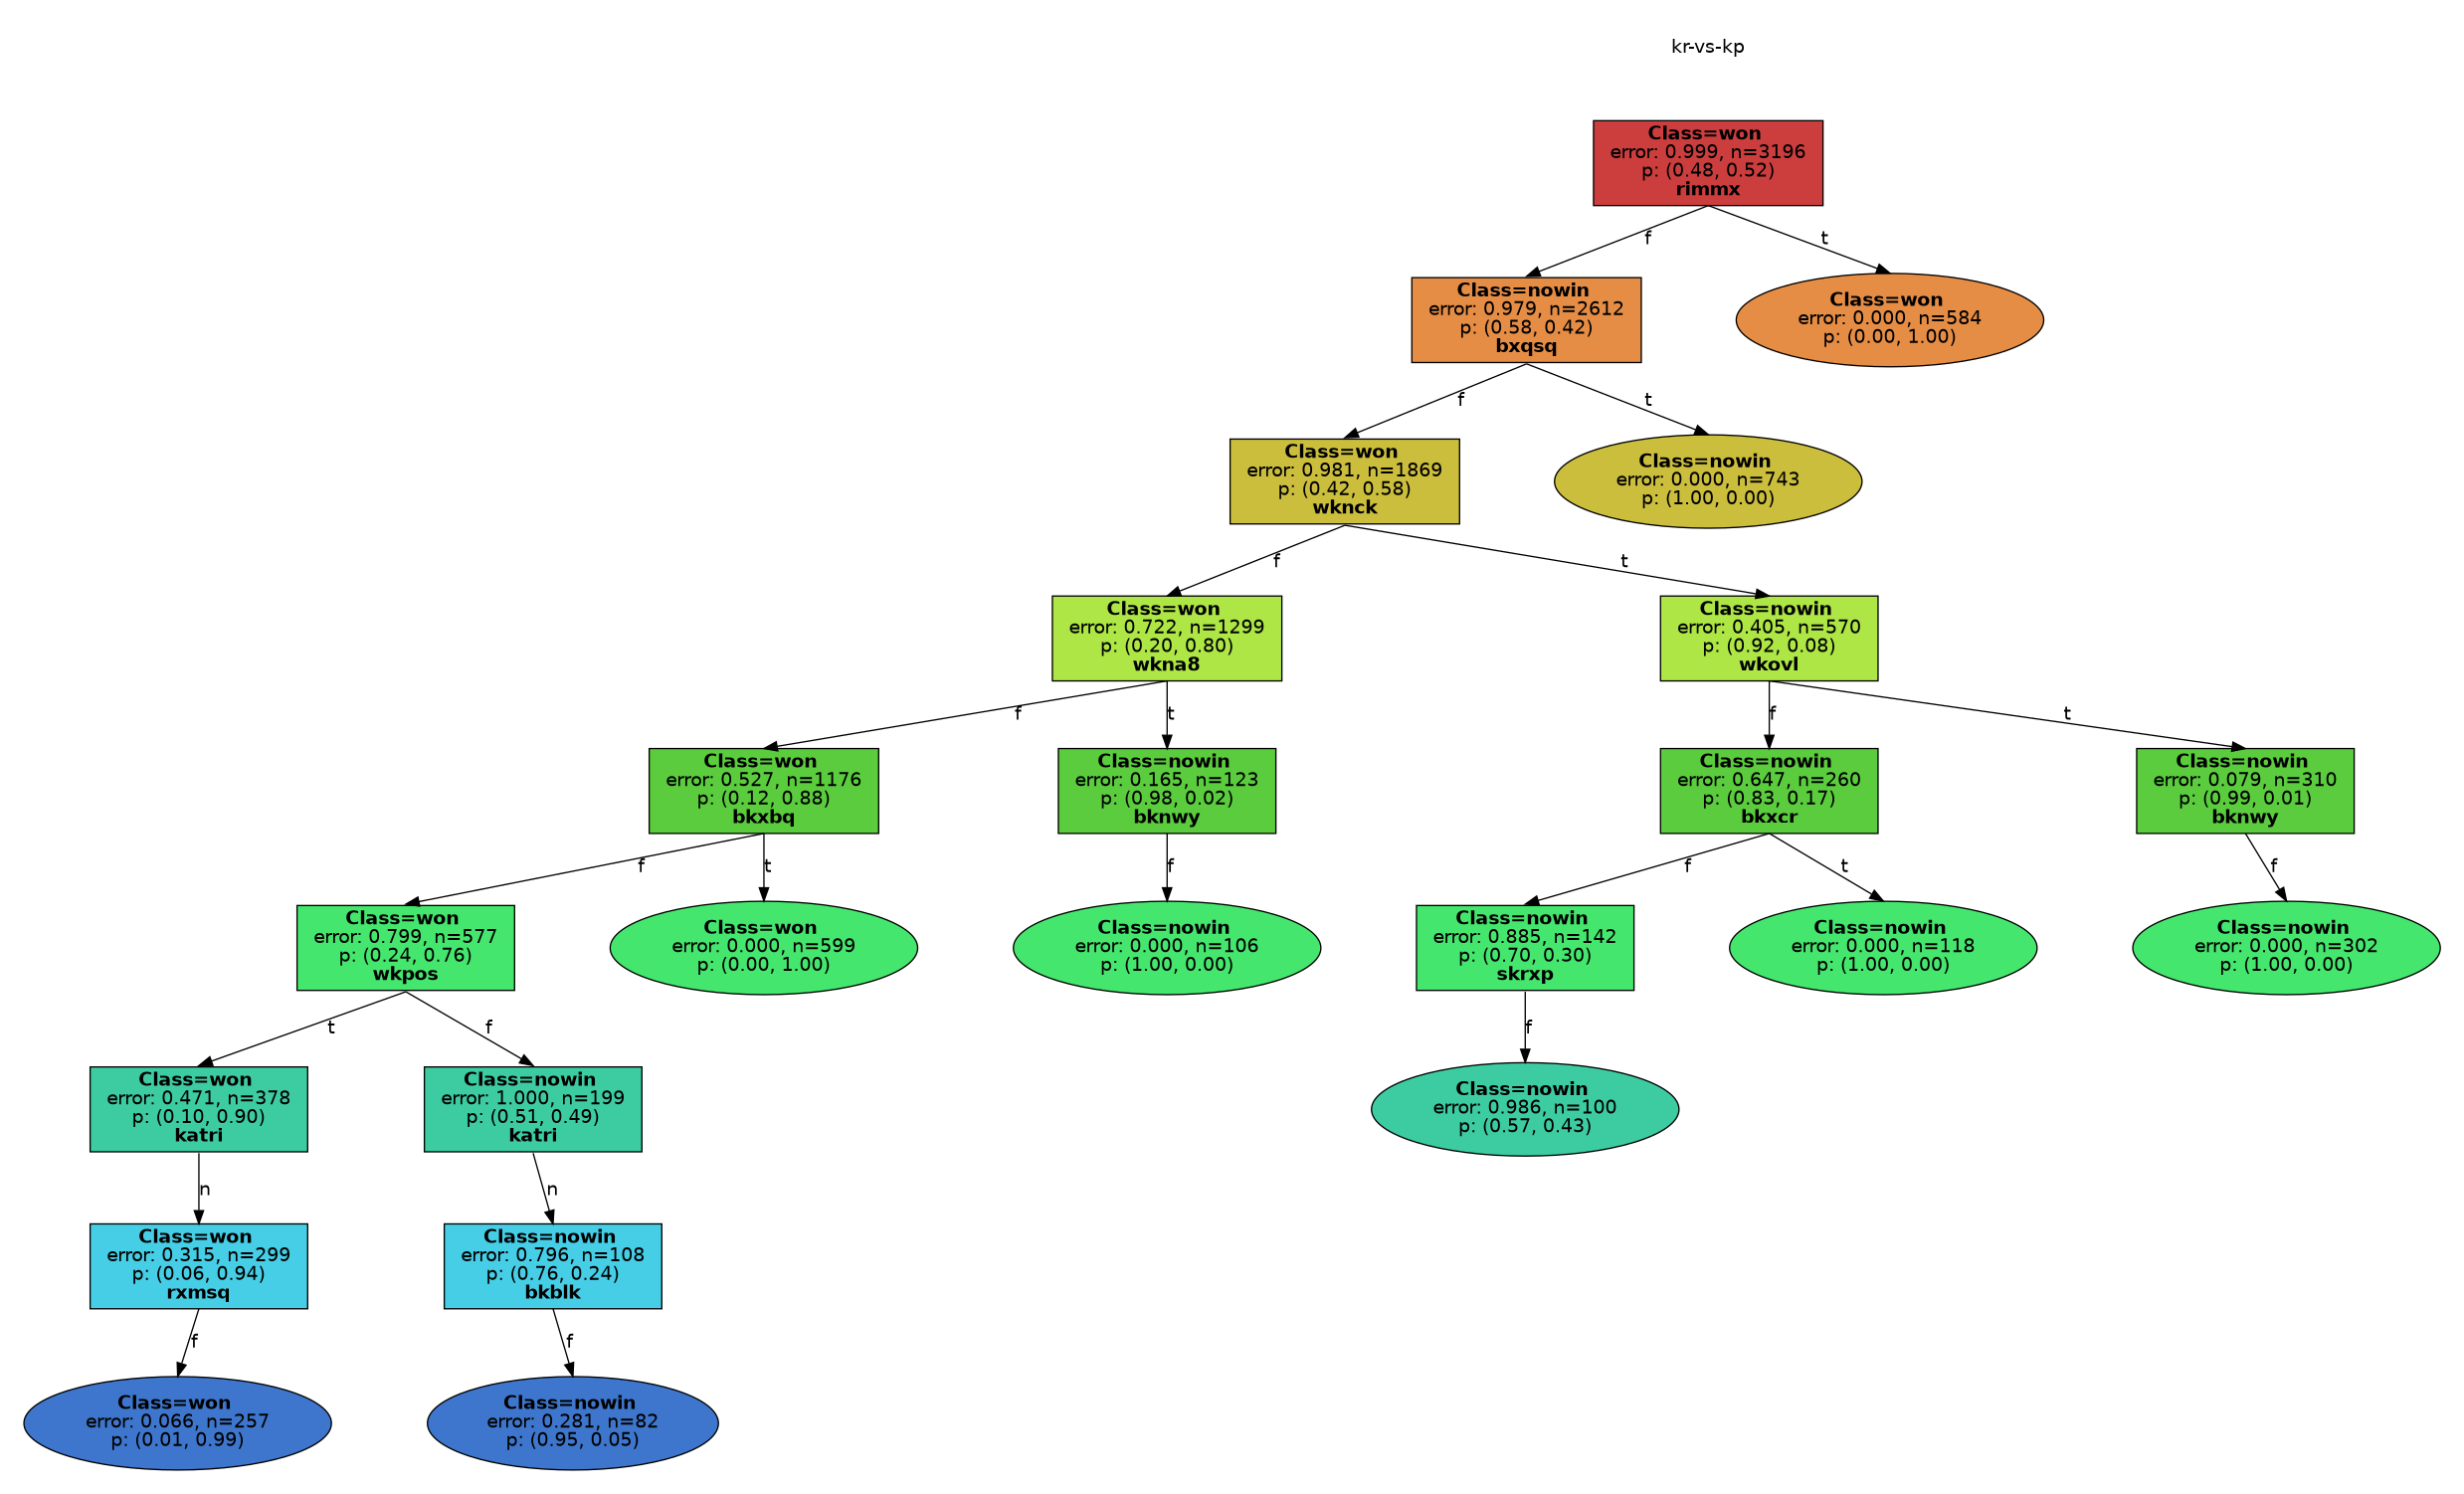 kr-vs-kp
Class=won
error: 0.999, n=3196
p: (0.48, 0.52)
rimmx
f
t
Class=nowin
error: 0.979, n=2612
p: (0.58, 0.42)
bxqsq
Class=won
error: 0.000, n=584
p: (0.00, 1.00)
f
t
Class=won
error: 0.981, n=1869
p: (0.42, 0.58)
wknck
Class=nowin
error: 0.000, n=743
p: (1.00, 0.00)
f
t
Class=won
error: 0.722, n=1299
p: (0.20, 0.80)
wkna8
Class=nowin
error: 0.405, n=570
p: (0.92, 0.08)
wkovl
f
t
f
t
Class=won
error: 0.527, n=1176
p: (0.12, 0.88)
bkxbq
Class=nowin
error: 0.165, n=123
p: (0.98, 0.02)
bknwy
Class=nowin
error: 0.647, n=260
p: (0.83, 0.17)
bkxcr
Class=nowin
error: 0.079, n=310
p: (0.99, 0.01)
bknwy
f
t
f
f
t
f
Class=won
error: 0.799, n=577
p: (0.24, 0.76)
wkpos
Class=won
error: 0.000, n=599
p: (0.00, 1.00)
Class=nowin
error: 0.000, n=106
p: (1.00, 0.00)
Class=nowin
error: 0.885, n=142
p: (0.70, 0.30)
skrxp
Class=nowin
error: 0.000, n=118
p: (1.00, 0.00)
Class=nowin
error: 0.000, n=302
p: (1.00, 0.00)
t
f
f
Class=won
error: 0.471, n=378
p: (0.10, 0.90)
katri
Class=nowin
error: 1.000, n=199
p: (0.51, 0.49)
katri
Class=nowin
error: 0.986, n=100
p: (0.57, 0.43)
n
n
Class=won
error: 0.315, n=299
p: (0.06, 0.94)
rxmsq
Class=nowin
error: 0.796, n=108
p: (0.76, 0.24)
bkblk
f
f
Class=won
error: 0.066, n=257
p: (0.01, 0.99)
Class=nowin
error: 0.281, n=82
p: (0.95, 0.05)